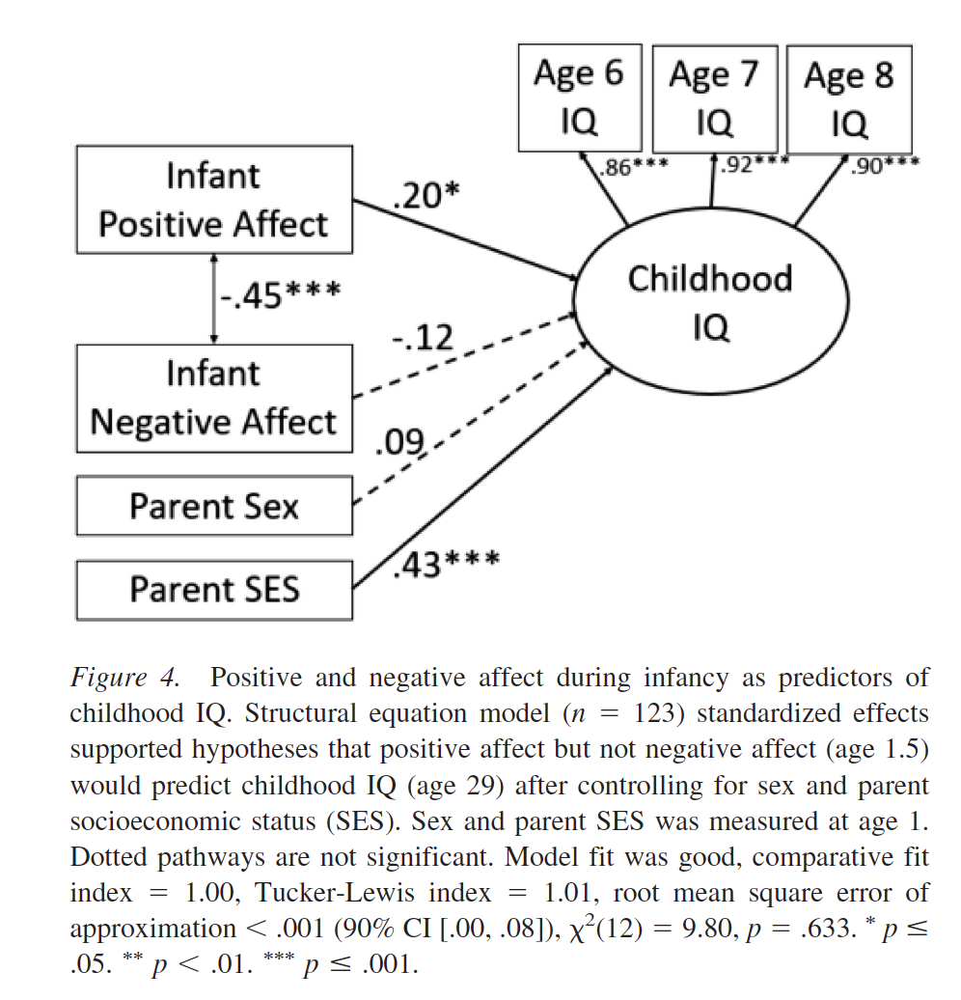 Age 6
IQ
Age 7
IQ
Age 8
IQ
.86***
.92***
.90***
Infant
Positive Affect
.20*
-.45***
Childhood
IQ
Infant
Negative Affect
-.12
.09
Parent Sex
Parent SES
.43***
Figure 4. Positive and negative affect during infancy as predictors of
childhood IQ. Structural equation model (n = 123) standardized effects
supported hypotheses that positive affect but not negative affect (age 1.5)
would predict childhood IQ (age 29) after controlling for sex and parent
socioeconomic status (SES). Sex and parent SES was measured at age 1.
Dotted pathways are not significant. Model fit was good, comparative fit
index = 1.00, Tucker-Lewis index = 1.01, root mean square error of
approximation < .001 (90% CI [.00, .08]), χ²(12) = 9.80, p = .633. * p ≤
.05. ** p < .01. *** p ≤ .001.